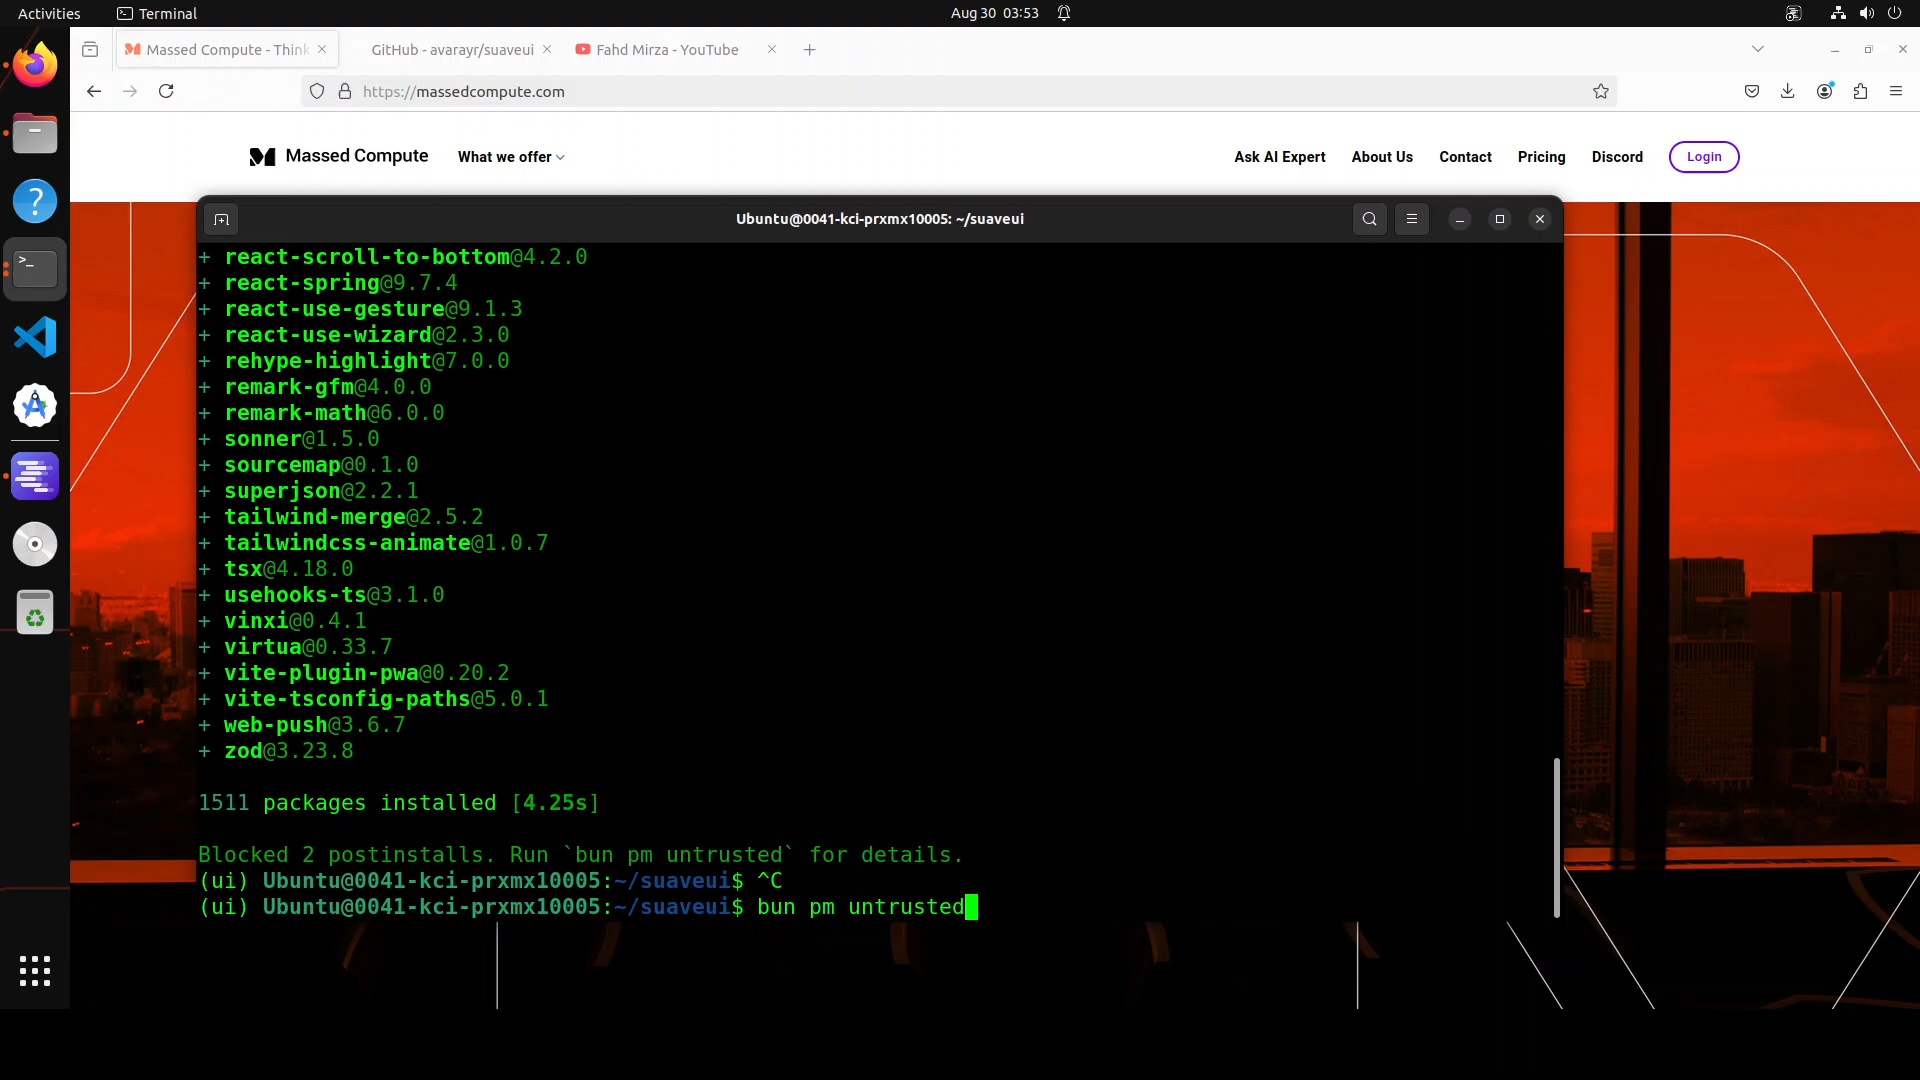 Activities
Terminal
Aug 30 03:53
Massed Compute - Think
GitHub - avarayr/suaveui
Fahd Mirza - YouTube
https://massedcompute.com
Massed Compute
What we offer
Ask AI Expert
About Us
Contact
Pricing
Discord
Login
Ubuntu@0041-kci-prxmx10005: ~/suaveui
+ react-scroll-to-bottom@4.2.0
+ react-spring@9.7.4
+ react-use-gesture@9.1.3
+ react-use-wizard@2.3.0
+ rehype-highlight@7.0.0
+ remark-gfm@4.0.0
+ remark-math@6.0.0
+ sonner@1.5.0
+ sourcemap@0.1.0
+ superjson@2.2.1
+ tailwind-merge@2.5.2
+ tailwindcss-animate@1.0.7
+ tsx@4.18.0
+ usehooks-ts@3.1.0
+ vinxi@0.4.1
+ virtua@0.33.7
+ vite-plugin-pwa@0.20.2
+ vite-tsconfig-paths@5.0.1
+ web-push@3.6.7
+ zod@3.23.8
1511 packages installed [4.25s]
Blocked 2 postinstalls. Run `bun pm untrusted` for details.
(ui) Ubuntu@0041-kci-prxmx10005:~/suaveui$ ^C
(ui) Ubuntu@0041-kci-prxmx10005:~/suaveui$ bun pm untrusted